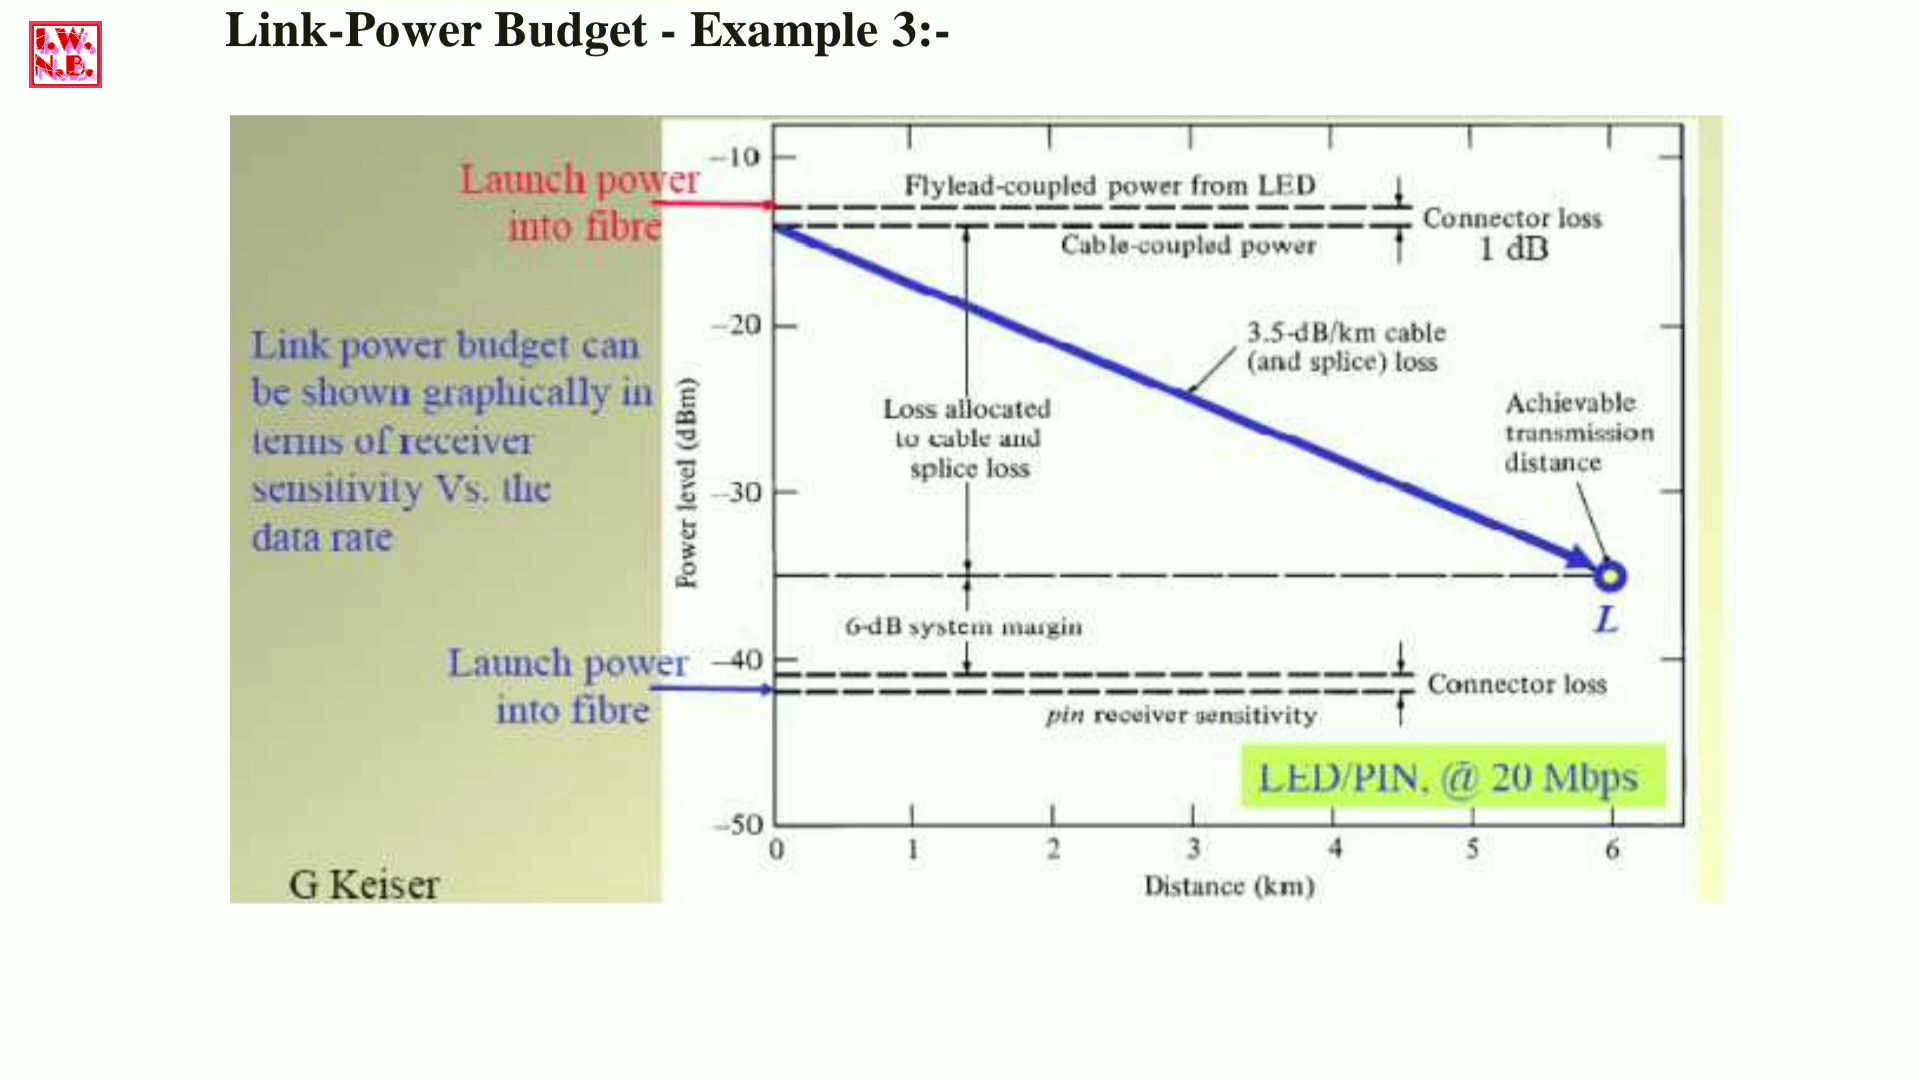 I.W.
N.B.
Link-Power Budget - Example 3:-
Launch power
into fibre
Link power budget can
be shown graphically in
terms of receiver
sensitivity Vs. the
data rate
Launch power
into fibre
G Keiser
Power level (dBm)
-10
-20
-30
-40
-50
Flylead-coupled power from LED
Connector loss
1 dB
Cable-coupled power
3.5-dB/km cable
(and splice) loss
Loss allocated
to cable and
splice loss
Achievable
transmission
distance
L
6-dB system margin
Connector loss
pin receiver sensitivity
LED/PIN, @ 20 Mbps
0 1 2 3 4 5 6
Distance (km)